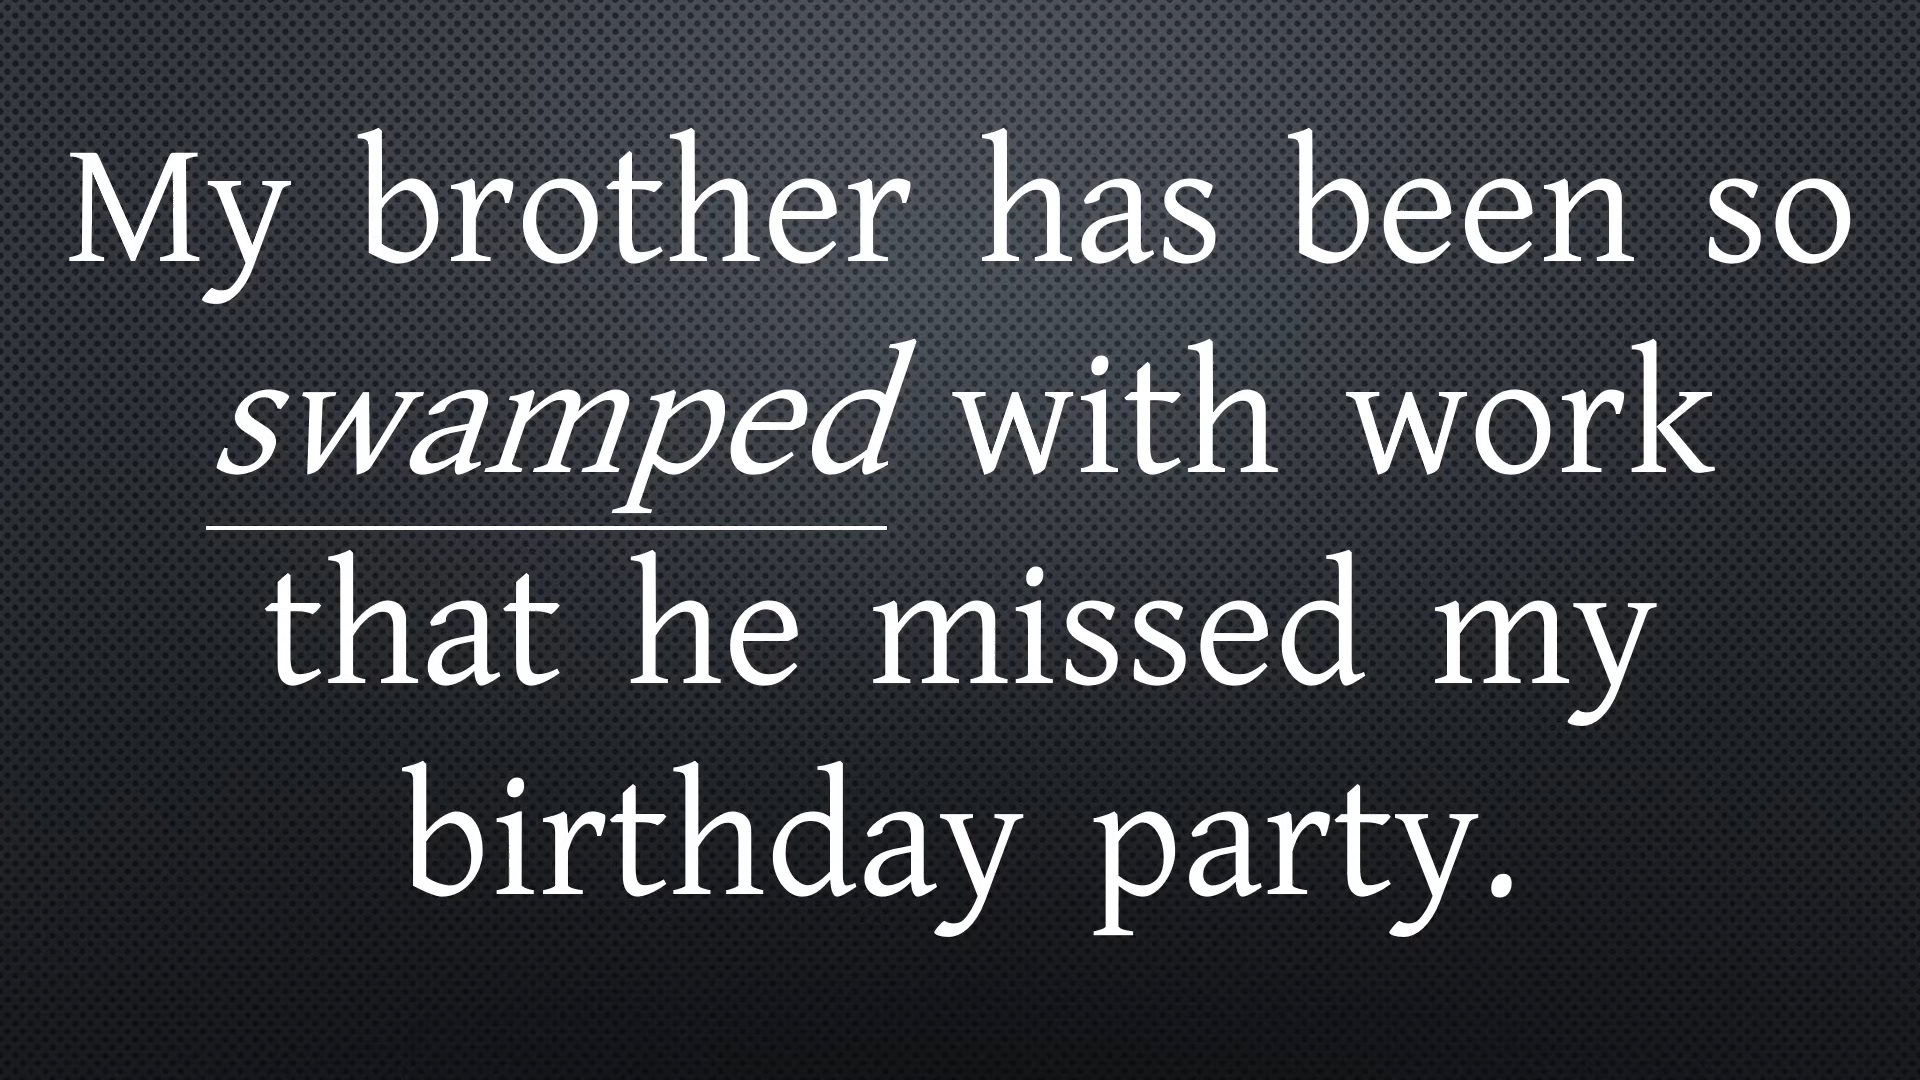 My brother has been so
swamped with work
that he missed my
birthday party.